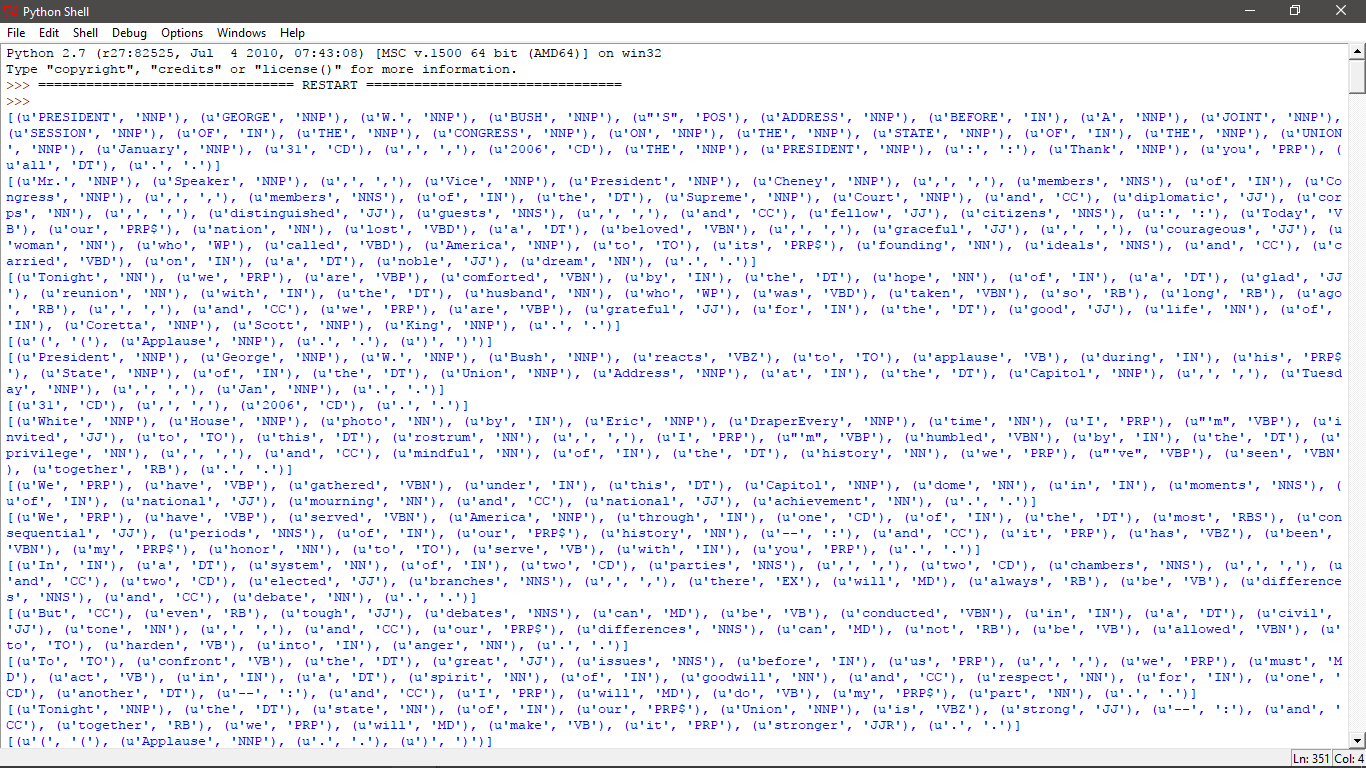 Python Shell
File Edit Shell Debug Options Windows Help
Python 2.7 (r27:82525, Jul  4 2010, 07:43:08) [MSC v.1500 64 bit (AMD64)] on win32
Type "copyright", "credits" or "license()" for more information.
>>> ================================ RESTART ================================
>>>
[(u'PRESIDENT', 'NNP'), (u'GEORGE', 'NNP'), (u'W.', 'NNP'), (u'BUSH', 'NNP'), (u"'S", 'POS'), (u'ADDRESS', 'NNP'), (u'BEFORE', 'IN'), (u'A', 'NNP'), (u'JOINT', 'NNP'),
(u'SESSION', 'NNP'), (u'OF', 'IN'), (u'THE', 'NNP'), (u'CONGRESS', 'NNP'), (u'ON', 'NNP'), (u'THE', 'NNP'), (u'STATE', 'NNP'), (u'OF', 'IN'), (u'THE', 'NNP'), (u'UNION
', 'NNP'), (u'January', 'NNP'), (u'31', 'CD'), (u',', ','), (u'2006', 'CD'), (u'THE', 'NNP'), (u'PRESIDENT', 'NNP'), (u':', ':'), (u'Thank', 'NNP'), (u'you', 'PRP'), (
u'all', 'DT'), (u'.', '.')]
[(u'Mr.', 'NNP'), (u'Speaker', 'NNP'), (u',', ','), (u'Vice', 'NNP'), (u'President', 'NNP'), (u'Cheney', 'NNP'), (u',', ','), (u'members', 'NNS'), (u'of', 'IN'), (u'Co
ngress', 'NNP'), (u',', ','), (u'members', 'NNS'), (u'of', 'IN'), (u'the', 'DT'), (u'Supreme', 'NNP'), (u'Court', 'NNP'), (u'and', 'CC'), (u'diplomatic', 'JJ'), (u'cor
ps', 'NN'), (u',', ','), (u'distinguished', 'JJ'), (u'guests', 'NNS'), (u',', ','), (u'and', 'CC'), (u'fellow', 'JJ'), (u'citizens', 'NNS'), (u':', ':'), (u'Today', 'V
B'), (u'our', 'PRP$'), (u'nation', 'NN'), (u'lost', 'VBD'), (u'a', 'DT'), (u'beloved', 'VBN'), (u',', ','), (u'graceful', 'JJ'), (u',', ','), (u'courageous', 'JJ'), (u
'woman', 'NN'), (u'who', 'WP'), (u'called', 'VBD'), (u'America', 'NNP'), (u'to', 'TO'), (u'its', 'PRP$'), (u'founding', 'NN'), (u'ideals', 'NNS'), (u'and', 'CC'), (u'c
arried', 'VBD'), (u'on', 'IN'), (u'a', 'DT'), (u'noble', 'JJ'), (u'dream', 'NN'), (u'.', '.')]
[(u'Tonight', 'NN'), (u'we', 'PRP'), (u'are', 'VBP'), (u'comforted', 'VBN'), (u'by', 'IN'), (u'the', 'DT'), (u'hope', 'NN'), (u'of', 'IN'), (u'a', 'DT'), (u'glad', 'JJ
'), (u'reunion', 'NN'), (u'with', 'IN'), (u'the', 'DT'), (u'husband', 'NN'), (u'who', 'WP'), (u'was', 'VBD'), (u'taken', 'VBN'), (u'so', 'RB'), (u'long', 'RB'), (u'ago
', 'RB'), (u',', ','), (u'and', 'CC'), (u'we', 'PRP'), (u'are', 'VBP'), (u'grateful', 'JJ'), (u'for', 'IN'), (u'the', 'DT'), (u'good', 'JJ'), (u'life', 'NN'), (u'of',
'IN'), (u'Coretta', 'NNP'), (u'Scott', 'NNP'), (u'King', 'NNP'), (u'.', '.')]
[(u'(', '('), (u'Applause', 'NNP'), (u'.', '.'), (u')', ')')]
[(u'President', 'NNP'), (u'George', 'NNP'), (u'W.', 'NNP'), (u'Bush', 'NNP'), (u'reacts', 'VBZ'), (u'to', 'TO'), (u'applause', 'VB'), (u'during', 'IN'), (u'his', 'PRP$
'), (u'State', 'NNP'), (u'of', 'IN'), (u'the', 'DT'), (u'Union', 'NNP'), (u'Address', 'NNP'), (u'at', 'IN'), (u'the', 'DT'), (u'Capitol', 'NNP'), (u',', ','), (u'Tuesd
ay', 'NNP'), (u',', ','), (u'Jan', 'NNP'), (u'.', '.')]
[(u'31', 'CD'), (u',', ','), (u'2006', 'CD'), (u'.', '.')]
[(u'White', 'NNP'), (u'House', 'NNP'), (u'photo', 'NN'), (u'by', 'IN'), (u'Eric', 'NNP'), (u'DraperEvery', 'NNP'), (u'time', 'NN'), (u'I', 'PRP'), (u"'m", 'VBP'), (u'i
nvited', 'JJ'), (u'to', 'TO'), (u'this', 'DT'), (u'rostrum', 'NN'), (u',', ','), (u'I', 'PRP'), (u"'m", 'VBP'), (u'humbled', 'VBN'), (u'by', 'IN'), (u'the', 'DT'), (u'
privilege', 'NN'), (u',', ','), (u'and', 'CC'), (u'mindful', 'NN'), (u'of', 'IN'), (u'the', 'DT'), (u'history', 'NN'), (u'we', 'PRP'), (u"'ve", 'VBP'), (u'seen', 'VBN'
), (u'together', 'RB'), (u'.', '.')]
[(u'We', 'PRP'), (u'have', 'VBP'), (u'gathered', 'VBN'), (u'under', 'IN'), (u'this', 'DT'), (u'Capitol', 'NNP'), (u'dome', 'NN'), (u'in', 'IN'), (u'moments', 'NNS'), (
u'of', 'IN'), (u'national', 'JJ'), (u'mourning', 'NN'), (u'and', 'CC'), (u'national', 'JJ'), (u'achievement', 'NN'), (u'.', '.')]
[(u'We', 'PRP'), (u'have', 'VBP'), (u'served', 'VBN'), (u'America', 'NNP'), (u'through', 'IN'), (u'one', 'CD'), (u'of', 'IN'), (u'the', 'DT'), (u'most', 'RBS'), (u'con
sequential', 'JJ'), (u'periods', 'NNS'), (u'of', 'IN'), (u'our', 'PRP$'), (u'history', 'NN'), (u'--', ':'), (u'and', 'CC'), (u'it', 'PRP'), (u'has', 'VBZ'), (u'been',
'VBN'), (u'my', 'PRP$'), (u'honor', 'NN'), (u'to', 'TO'), (u'serve', 'VB'), (u'with', 'IN'), (u'you', 'PRP'), (u'.', '.')]
[(u'In', 'IN'), (u'a', 'DT'), (u'system', 'NN'), (u'of', 'IN'), (u'two', 'CD'), (u'parties', 'NNS'), (u',', ','), (u'two', 'CD'), (u'chambers', 'NNS'), (u',', ','), (u
'and', 'CC'), (u'two', 'CD'), (u'elected', 'JJ'), (u'branches', 'NNS'), (u',', ','), (u'there', 'EX'), (u'will', 'MD'), (u'always', 'RB'), (u'be', 'VB'), (u'difference
s', 'NNS'), (u'and', 'CC'), (u'debate', 'NN'), (u'.', '.')]
[(u'But', 'CC'), (u'even', 'RB'), (u'tough', 'JJ'), (u'debates', 'NNS'), (u'can', 'MD'), (u'be', 'VB'), (u'conducted', 'VBN'), (u'in', 'IN'), (u'a', 'DT'), (u'civil',
'JJ'), (u'tone', 'NN'), (u',', ','), (u'and', 'CC'), (u'our', 'PRP$'), (u'differences', 'NNS'), (u'can', 'MD'), (u'not', 'RB'), (u'be', 'VB'), (u'allowed', 'VBN'), (u'
to', 'TO'), (u'harden', 'VB'), (u'into', 'IN'), (u'anger', 'NN'), (u'.', '.')]
[(u'To', 'TO'), (u'confront', 'VB'), (u'the', 'DT'), (u'great', 'JJ'), (u'issues', 'NNS'), (u'before', 'IN'), (u'us', 'PRP'), (u',', ','), (u'we', 'PRP'), (u'must', 'M
D'), (u'act', 'VB'), (u'in', 'IN'), (u'a', 'DT'), (u'spirit', 'NN'), (u'of', 'IN'), (u'goodwill', 'NN'), (u'and', 'CC'), (u'respect', 'NN'), (u'for', 'IN'), (u'one', '
CD'), (u'another', 'DT'), (u'--', ':'), (u'and', 'CC'), (u'I', 'PRP'), (u'will', 'MD'), (u'do', 'VB'), (u'my', 'PRP$'), (u'part', 'NN'), (u'.', '.')]
[(u'Tonight', 'NNP'), (u'the', 'DT'), (u'state', 'NN'), (u'of', 'IN'), (u'our', 'PRP$'), (u'Union', 'NNP'), (u'is', 'VBZ'), (u'strong', 'JJ'), (u'--', ':'), (u'and', '
CC'), (u'together', 'RB'), (u'we', 'PRP'), (u'will', 'MD'), (u'make', 'VB'), (u'it', 'PRP'), (u'stronger', 'JJR'), (u'.', '.')]
[(u'(', '('), (u'Applause', 'NNP'), (u'.', '.'), (u')', ')')]
Ln: 351 Col: 4